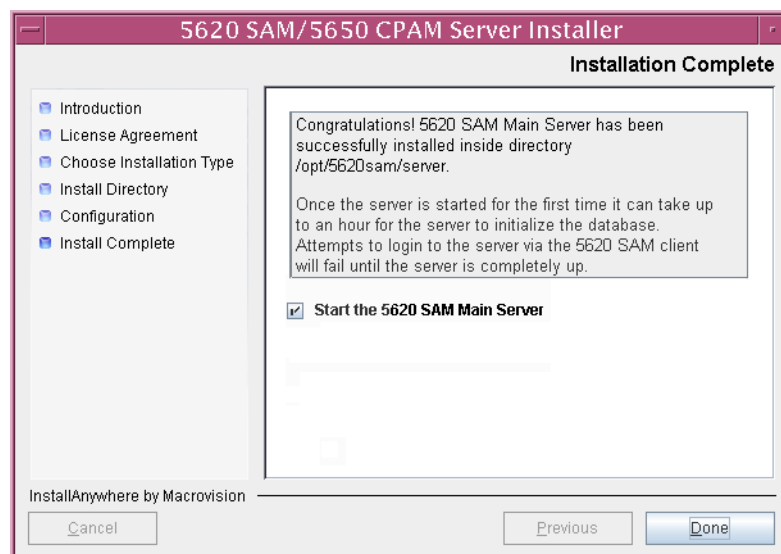 5620 SAM/5650 CPAM Server Installer
Installation Complete
Introduction
License Agreement
Choose Installation Type
Install Directory
Configuration
Install Complete
Congratulations! 5620 SAM Main Server has been
successfully installed inside directory
/opt/5620sam/server.
Once the server is started for the first time it can take up
to an hour for the server to initialize the database.
Attempts to login to the server via the 5620 SAM client
will fail until the server is completely up.
Start the 5620 SAM Main Server
InstallAnywhere by Macrovision
Cancel
Previous
Done